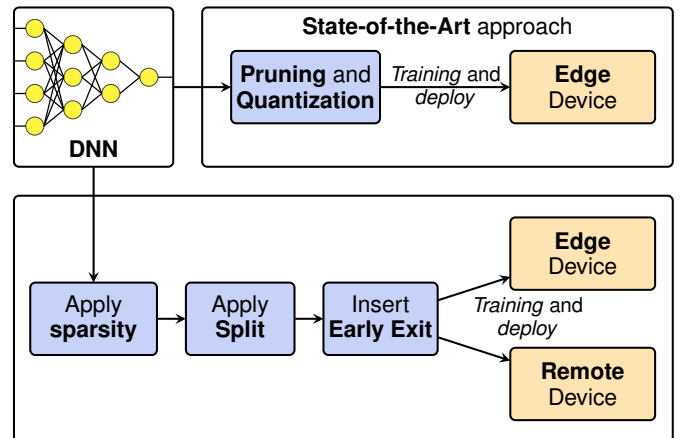 State-of-the-Art approach
DNN
Pruning and
Quantization
Training and
deploy
Edge
Device
Apply
sparsity
Apply
Split
Insert
Early Exit
Training and
deploy
Edge
Device
Remote
Device